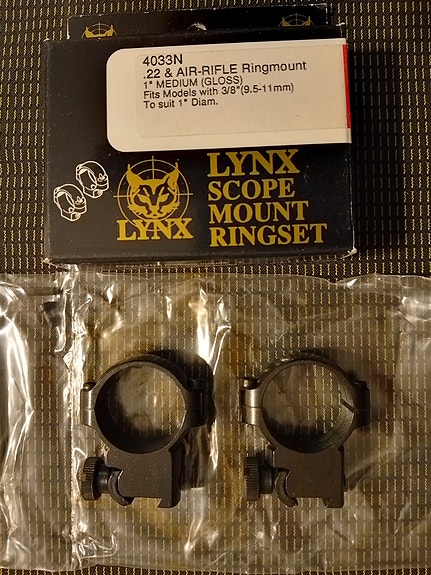 4033N
.22 & AIR-RIFLE Ringmount
1" MEDIUM (GLOSS)
Fits Models with 3/8"(9.5-11mm)
To suit 1" Diam.
LYNX
LYNX
SCOPE
MOUNT
RINGSET